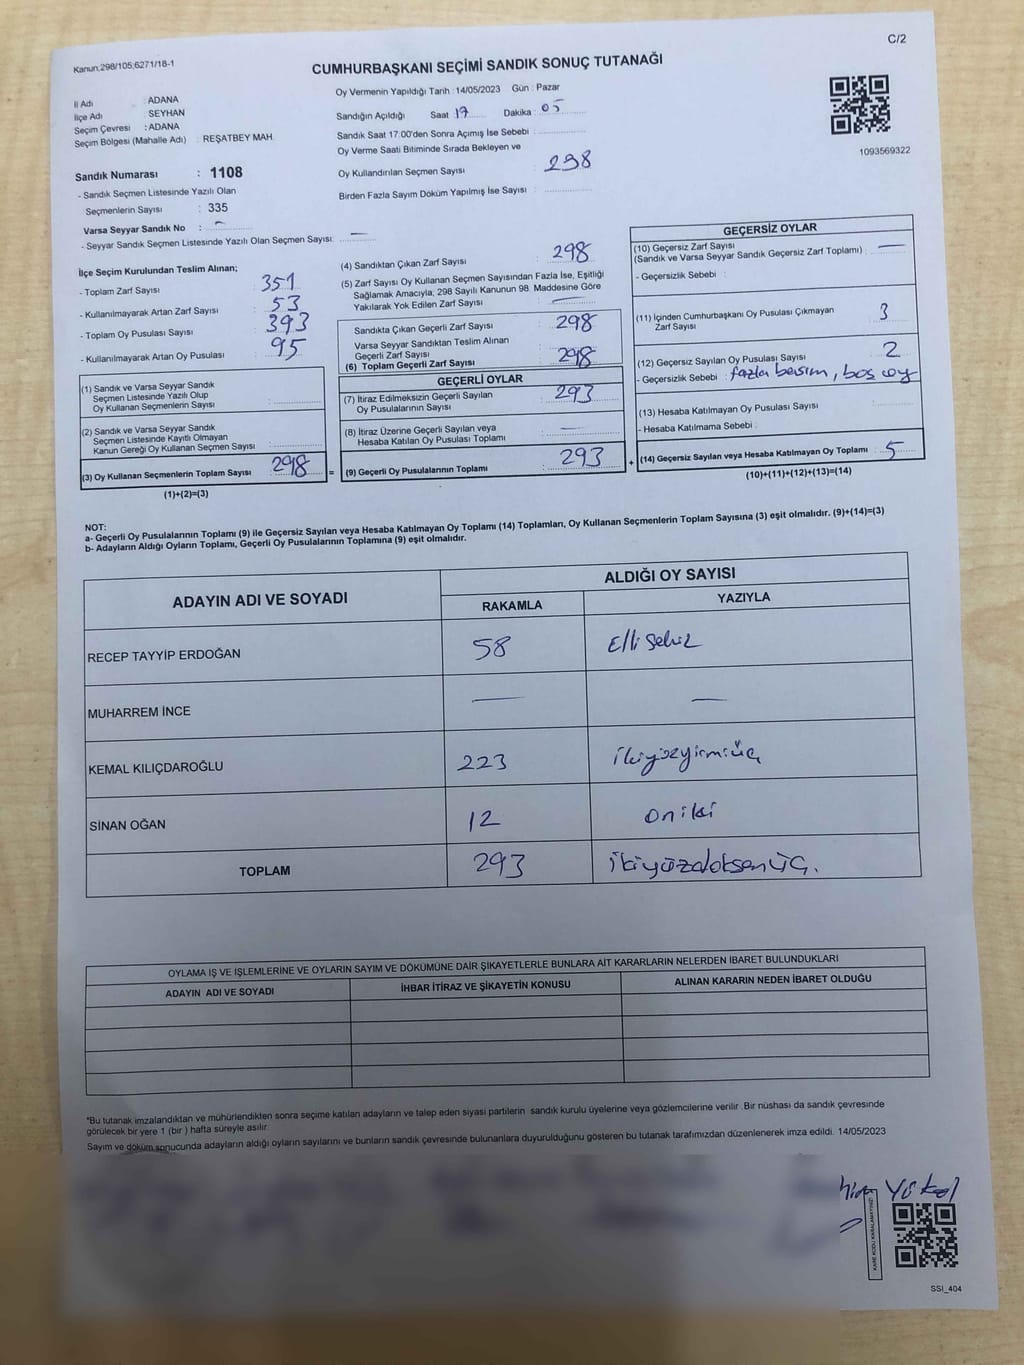 C/2
Kanun;298/105;6271/18-1
CUMHURBAŞKANI SEÇİMİ SANDIK SONUÇ TUTANAĞI
İl Adı : ADANA
İlçe Adı : SEYHAN
Seçim Çevresi : ADANA
Seçim Bölgesi (Mahalle Adı) : REŞATBEY MAH.
Oy Vermenin Yapıldığı Tarih : 14/05/2023 Gün : Pazar
Sandığın Açıldığı Saat 17 Dakika : 05
Sandık Saat 17:00'den Sonra Açımış İse Sebebi :
Oy Verme Saati Bitiminde Sırada Bekleyen ve
Oy Kullandırılan Seçmen Sayısı : 298
Birden Fazla Sayım Döküm Yapılmış İse Sayısı :
1093569322
Sandık Numarası : 1108
- Sandık Seçmen Listesinde Yazılı Olan
Seçmenlerin Sayısı : 335
Varsa Seyyar Sandık No : —
- Seyyar Sandık Seçmen Listesinde Yazılı Olan Seçmen Sayısı: —
İlçe Seçim Kurulundan Teslim Alınan;
- Toplam Zarf Sayısı : 351
- Kullanılmayarak Artan Zarf Sayısı : 53
- Toplam Oy Pusulası Sayısı : 393
- Kullanılmayarak Artan Oy Pusulası : 95
(1) Sandık ve Varsa Seyyar Sandık
Seçmen Listesinde Yazılı Olup
Oy Kullanan Seçmenlerin Sayısı :
(2) Sandık ve Varsa Seyyar Sandık
Seçmen Listesinde Kayıtlı Olmayan
Kanun Gereği Oy Kullanan Seçmen Sayısı :
(3) Oy Kullanan Seçmenlerin Toplam Sayısı : 298 =
(1)+(2)=(3)
(4) Sandıktan Çıkan Zarf Sayısı : 298
(5) Zarf Sayısı Oy Kullanan Seçmen Sayısından Fazla İse, Eşitliği
Sağlamak Amacıyla; 298 Sayılı Kanunun 98. Maddesine Göre
Yakılarak Yok Edilen Zarf Sayısı : —
Sandıkta Çıkan Geçerli Zarf Sayısı : 298
Varsa Seyyar Sandıktan Teslim Alınan
Geçerli Zarf Sayısı :
(6) Toplam Geçerli Zarf Sayısı : 298
GEÇERLİ OYLAR
(7) İtiraz Edilmeksizin Geçerli Sayılan
Oy Pusulalarının Sayısı : 293
(8) İtiraz Üzerine Geçerli Sayılan veya
Hesaba Katılan Oy Pusulası Toplamı : —
(9) Geçerli Oy Pusulalarının Toplamı : 293 +
GEÇERSİZ OYLAR
(10) Geçersiz Zarf Sayısı
(Sandık ve Varsa Seyyar Sandık Geçersiz Zarf Toplamı) : —
- Geçersizlik Sebebi :
(11) İçinden Cumhurbaşkanı Oy Pusulası Çıkmayan
Zarf Sayısı : 3
(12) Geçersiz Sayılan Oy Pusulası Sayısı : 2
- Geçersizlik Sebebi : fazla basım, boş oy
(13) Hesaba Katılmayan Oy Pusulası Sayısı :
- Hesaba Katılmama Sebebi :
(14) Geçersiz Sayılan veya Hesaba Katılmayan Oy Toplamı : 5
(10)+(11)+(12)+(13)=(14)
NOT:
a- Geçerli Oy Pusulalarının Toplamı (9) ile Geçersiz Sayılan veya Hesaba Katılmayan Oy Toplamı (14) Toplamları, Oy Kullanan Seçmenlerin Toplam Sayısına (3) eşit olmalıdır. (9)+(14)=(3)
b- Adayların Aldığı Oyların Toplamı, Geçerli Oy Pusulalarının Toplamına (9) eşit olmalıdır.
ADAYIN ADI VE SOYADI
ALDIĞI OY SAYISI
RAKAMLA YAZIYLA
RECEP TAYYİP ERDOĞAN 58 Elli Sekiz
MUHARREM İNCE — —
KEMAL KILIÇDAROĞLU 223 ikiyüzyirmiüç
SİNAN OĞAN 12 on iki
TOPLAM 293 ikiyüzdoksanüç.
OYLAMA İŞ VE İŞLEMLERİNE VE OYLARIN SAYIM VE DÖKÜMÜNE DAİR ŞİKAYETLERLE BUNLARA AİT KARARLARIN NELERDEN İBARET BULUNDUKLARI
ADAYIN ADI VE SOYADI İHBAR İTİRAZ VE ŞİKAYETİN KONUSU ALINAN KARARIN NEDEN İBARET OLDUĞU
*Bu tutanak imzalandıktan ve mühürlendikten sonra seçime katılan adayların ve talep eden siyasi partilerin sandık kurulu üyelerine veya gözlemcilerine verilir. Bir nüshası da sandık çevresinde
görülecek bir yere 1 (bir) hafta süreyle asılır.
Sayım ve döküm sonucunda adayların aldığı oyların sayılarını ve bunların sandık çevresinde bulunanlara duyurulduğunu gösteren bu tutanak tarafımızdan düzenlenerek imza edildi. 14/05/2023
KARE KODU KARALAMAYINIZ!
SSİ_404